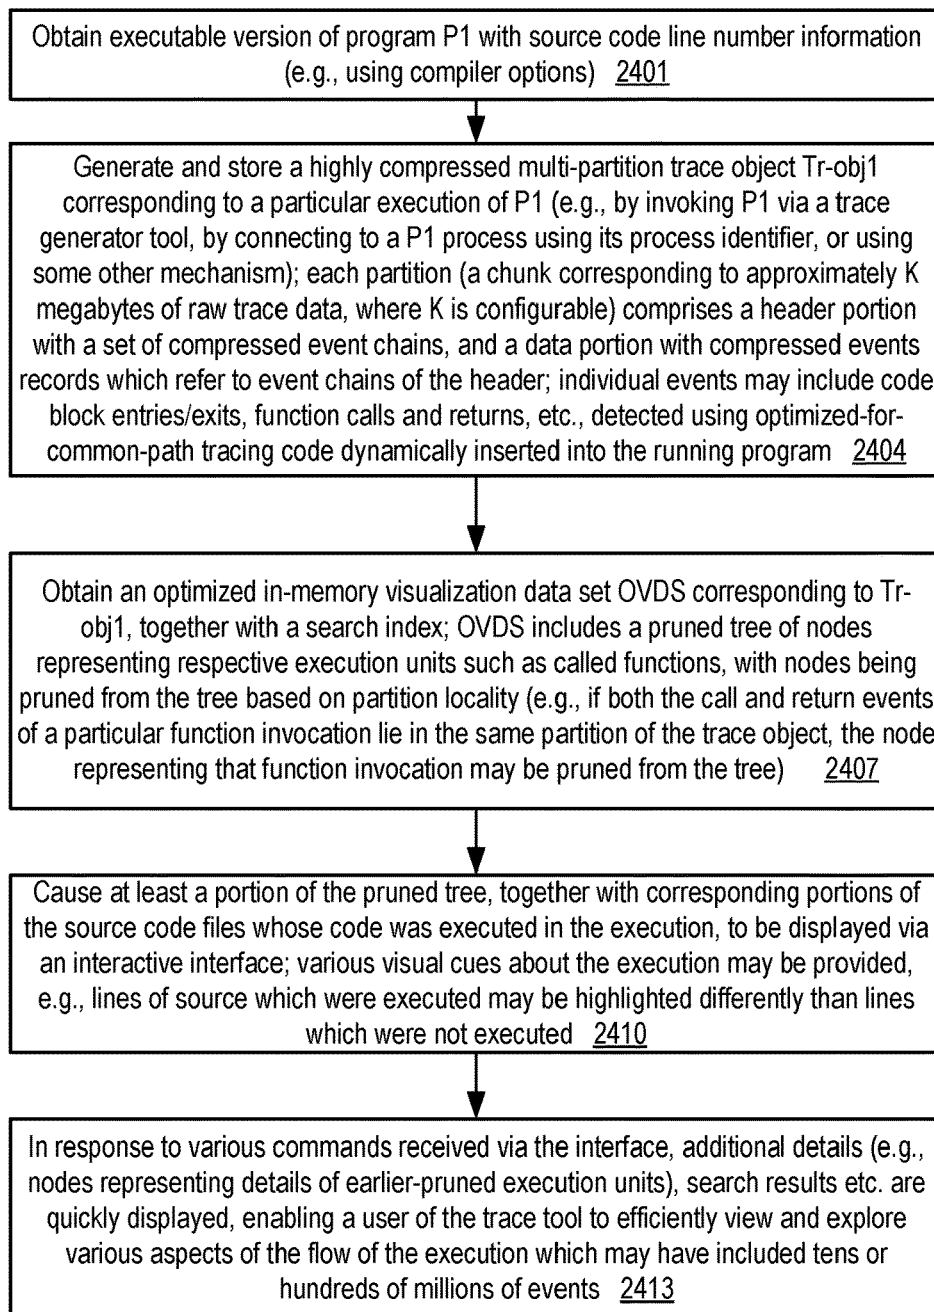 Obtain executable version of program P1 with source code line number information
(e.g., using compiler options) 2401
Generate and store a highly compressed multi-partition trace object Tr-obj1
corresponding to a particular execution of P1 (e.g., by invoking P1 via a trace
generator tool, by connecting to a P1 process using its process identifier, or using
some other mechanism); each partition (a chunk corresponding to approximately K
megabytes of raw trace data, where K is configurable) comprises a header portion
with a set of compressed event chains, and a data portion with compressed events
records which refer to event chains of the header; individual events may include code
block entries/exits, function calls and returns, etc., detected using optimized-for-
common-path tracing code dynamically inserted into the running program 2404
Obtain an optimized in-memory visualization data set OVDS corresponding to Tr-
obj1, together with a search index; OVDS includes a pruned tree of nodes
representing respective execution units such as called functions, with nodes being
pruned from the tree based on partition locality (e.g., if both the call and return events
of a particular function invocation lie in the same partition of the trace object, the node
representing that function invocation may be pruned from the tree) 2407
Cause at least a portion of the pruned tree, together with corresponding portions of
the source code files whose code was executed in the execution, to be displayed via
an interactive interface; various visual cues about the execution may be provided,
e.g., lines of source which were executed may be highlighted differently than lines
which were not executed 2410
In response to various commands received via the interface, additional details (e.g.,
nodes representing details of earlier-pruned execution units), search results etc. are
quickly displayed, enabling a user of the trace tool to efficiently view and explore
various aspects of the flow of the execution which may have included tens or
hundreds of millions of events 2413